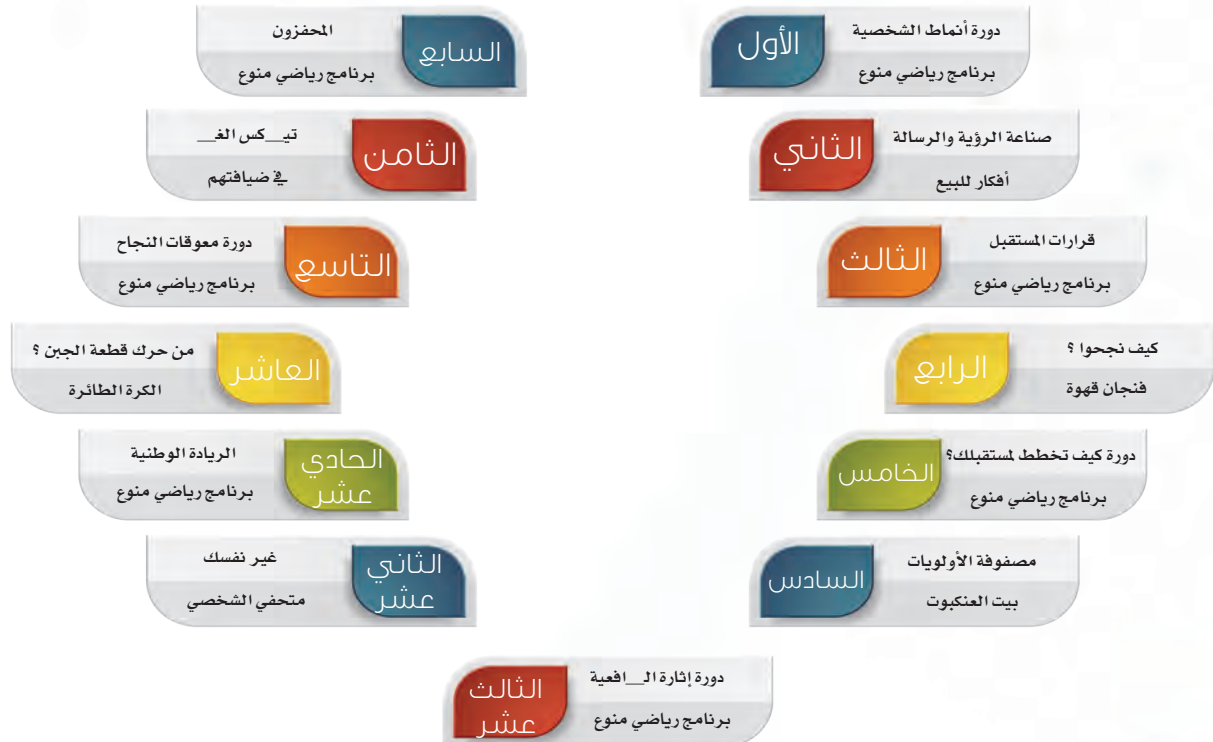 الأول
دورة أنماط الشخصية
برنامج رياضي منوع
الثاني
صناعة الرؤية والرسالة
أفكار للبيع
الثالث
قرارات المستقبل
برنامج رياضي منوع
الرابع
كيف نجحوا ؟
فنجان قهوة
الخامس
دورة كيف تخطط لمستقبلك؟
برنامج رياضي منوع
السادس
مصفوفة الأولويات
بيت العنكبوت
السابع
المحفزون
برنامج رياضي منوع
الثامن
تيــكس الغــ
في ضيافتهم
التاسع
دورة معوقات النجاح
برنامج رياضي منوع
العاشر
من حرك قطعة الجبن ؟
الكرة الطائرة
الحادي
عشر
الريادة الوطنية
برنامج رياضي منوع
الثاني
عشر
غير نفسك
متحفي الشخصي
الثالث
عشر
دورة إثارة الــافعية
برنامج رياضي منوع